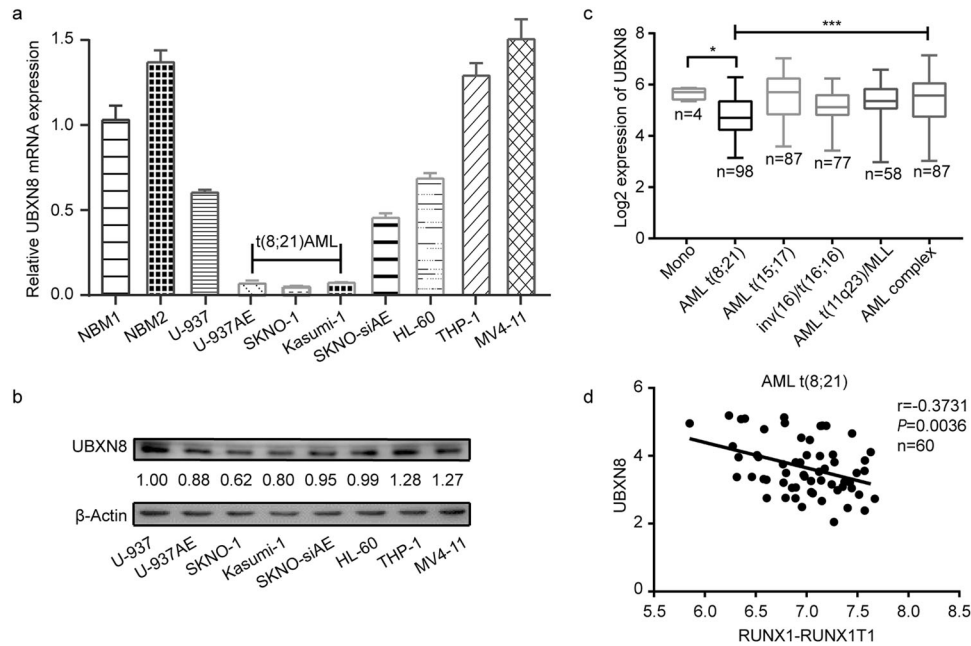 a
Relative UBXN8 mRNA expression
1.5
1.0
0.5
0.0
t(8;21)AML
NBM1
NBM2
U-937
U-937AE
SKNO-1
Kasumi-1
SKNO-siAE
HL-60
THP-1
MV4-11
b
UBXN8
1.00 0.88 0.62 0.80 0.95 0.99 1.28 1.27
β-Actin
U-937
U-937AE
SKNO-1
Kasumi-1
SKNO-siAE
HL-60
THP-1
MV4-11
c
Log2 expression of UBXN8
8
6
4
2
0
*
***
n=4
n=98
n=87
n=77
n=58
n=87
Mono
AML t(8;21)
AML t(15;17)
inv(16)/t(16;16)
AML t(11q23)/MLL
AML complex
d
AML t(8;21)
r=-0.3731
P=0.0036
n=60
UBXN8
6
4
2
0
5.5 6.0 6.5 7.0 7.5 8.0 8.5
RUNX1-RUNX1T1